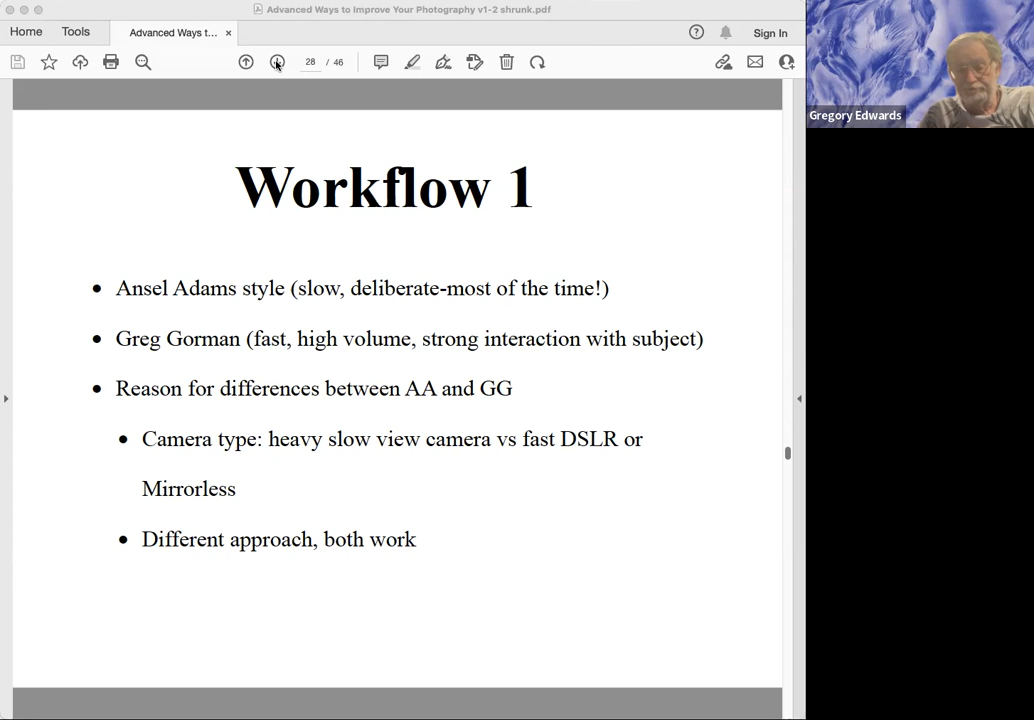 Advanced Ways to Improve Your Photography v1-2 shrunk.pdf
Home
Tools
Advanced Ways t... ×
?
Sign In
28 / 46
Gregory Edwards
Workflow 1
• Ansel Adams style (slow, deliberate-most of the time!)
• Greg Gorman (fast, high volume, strong interaction with subject)
• Reason for differences between AA and GG
• Camera type: heavy slow view camera vs fast DSLR or
Mirrorless
• Different approach, both work